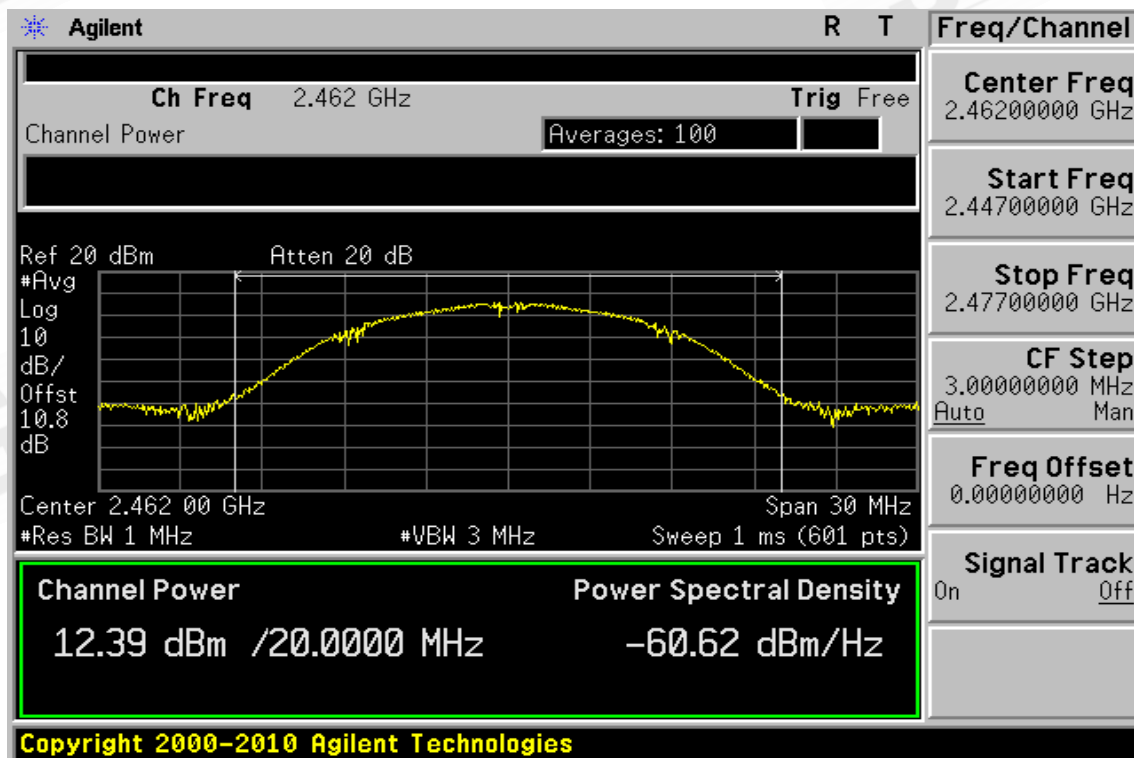 Agilent R T Freq/Channel
Ch Freq 2.462 GHz Trig Free
Channel Power Averages: 100
Center Freq
2.46200000 GHz
Start Freq
2.44700000 GHz
Stop Freq
2.47700000 GHz
CF Step
3.00000000 MHz
Auto Man
Freq Offset
0.00000000 Hz
Signal Track
On Off
Ref 20 dBm Atten 20 dB
#Avg
Log
10
dB/
Offst
10.8
dB
Center 2.462 00 GHz Span 30 MHz
#Res BW 1 MHz #VBW 3 MHz Sweep 1 ms (601 pts)
Channel Power Power Spectral Density
12.39 dBm /20.0000 MHz -60.62 dBm/Hz
Copyright 2000-2010 Agilent Technologies